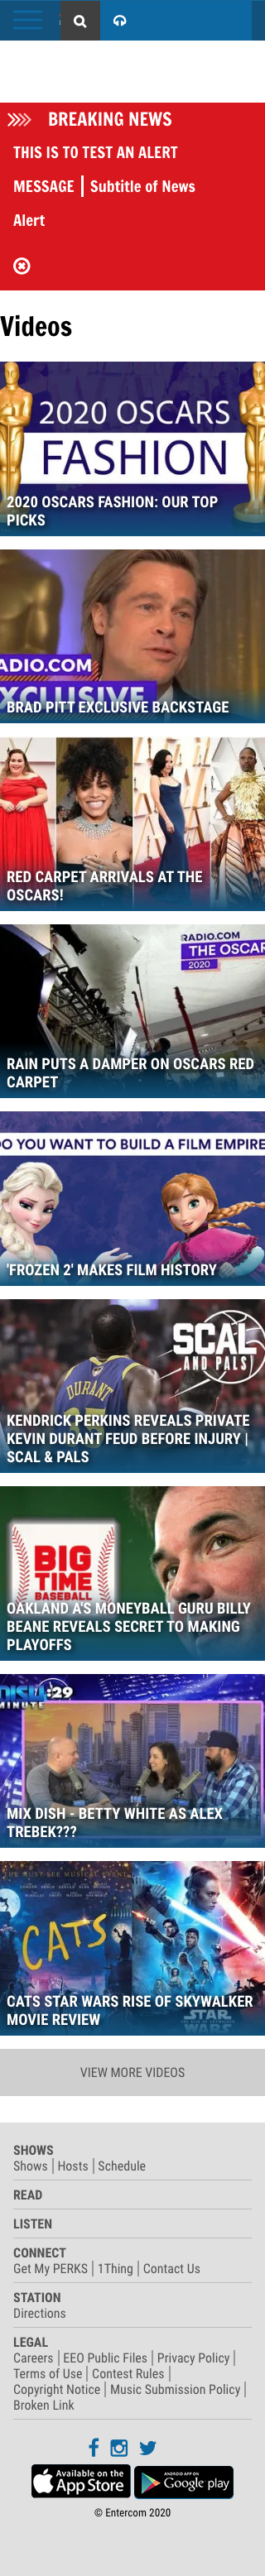 BREAKING NEWS
THIS IS TO TEST AN ALERT
MESSAGE | Subtitle of News
Alert
Videos
2020 OSCARS
FASHION
2020 OSCARS FASHION: OUR TOP
PICKS
ADIO.COM
XCLUSIVE
BRAD PITT EXCLUSIVE BACKSTAGE
RED CARPET ARRIVALS AT THE
OSCARS!
RADIO.COM
THE OSCAR
2020
RAIN PUTS A DAMPER ON OSCARS RED
CARPET
DO YOU WANT TO BUILD A FILM EMPIRE
'FROZEN 2' MAKES FILM HISTORY
SCAL
AND PALS
DURANT
35
KENDRICK PERKINS REVEALS PRIVATE
KEVIN DURANT FEUD BEFORE INJURY |
SCAL & PALS
BIG
TIME
BASEBALL
OAKLAND A'S MONEYBALL GURU BILLY
BEANE REVEALS SECRET TO MAKING
PLAYOFFS
DISH
29
MINUTE
MIX DISH - BETTY WHITE AS ALEX
TREBEK???
CATS
CATS STAR WARS RISE OF SKYWALKER
MOVIE REVIEW
STAR
WARS
VIEW MORE VIDEOS
SHOWS
Shows | Hosts | Schedule
READ
LISTEN
CONNECT
Get My PERKS | 1Thing | Contact Us
STATION
Directions
LEGAL
Careers | EEO Public Files | Privacy Policy |
Terms of Use | Contest Rules |
Copyright Notice | Music Submission Policy |
Broken Link
Available on the
App Store
ANDROID APP ON
Google play
© Entercom 2020